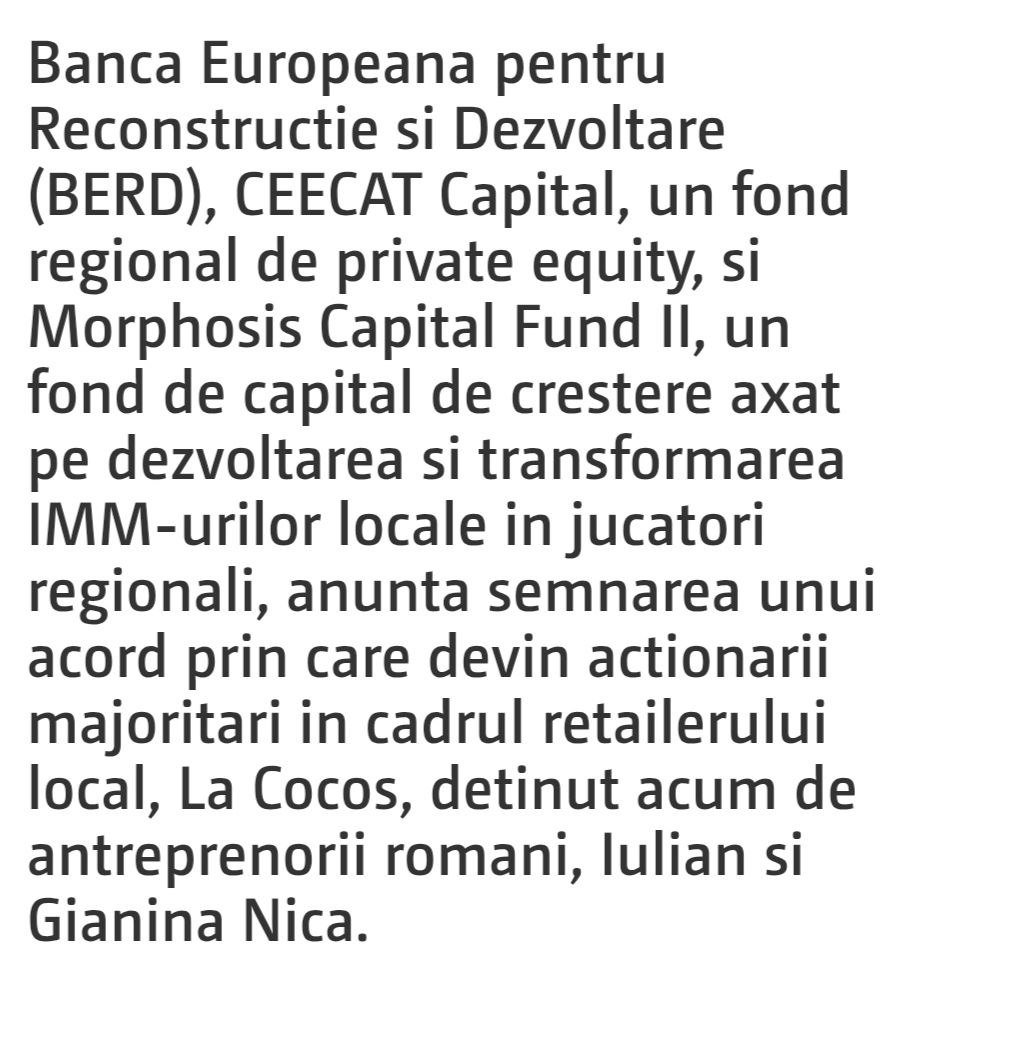 Banca Europeana pentru
Reconstructie si Dezvoltare
(BERD), CEECAT Capital, un fond
regional de private equity, si
Morphosis Capital Fund II, un
fond de capital de crestere axat
pe dezvoltarea si transformarea
IMM-urilor locale in jucatori
regionali, anunta semnarea unui
acord prin care devin actionarii
majoritari in cadrul retailerului
local, La Cocos, detinut acum de
antreprenorii romani, Iulian si
Gianina Nica.